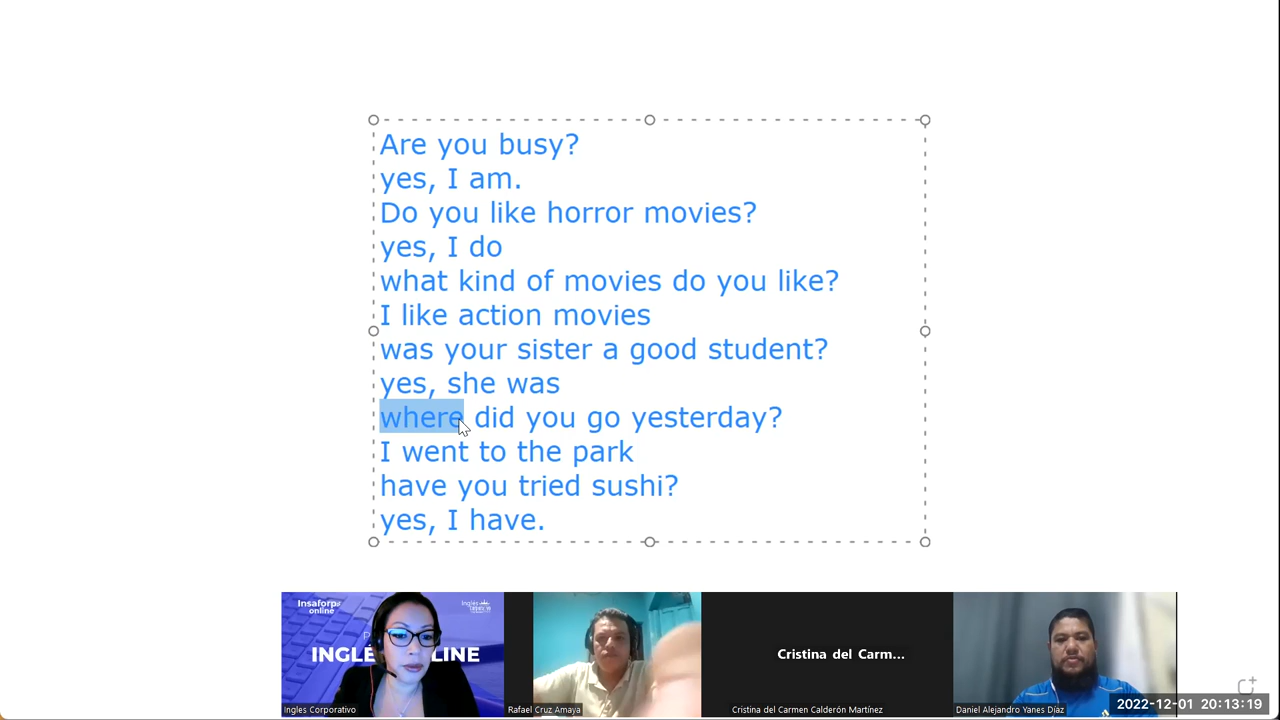 Are you busy?
yes, I am.
Do you like horror movies?
yes, I do
what kind of movies do you like?
I like action movies
was your sister a good student?
yes, she was
where did you go yesterday?
I went to the park
have you tried sushi?
yes, I have.
Insaforp
online
INGLÉ LINE
Cristina del Carm...
Ingles Corporativo
Rafael Cruz Amaya
Cristina del Carmen Calderón Martínez
Daniel Alejandro Yanes Díaz
2022-12-01 20:13:19